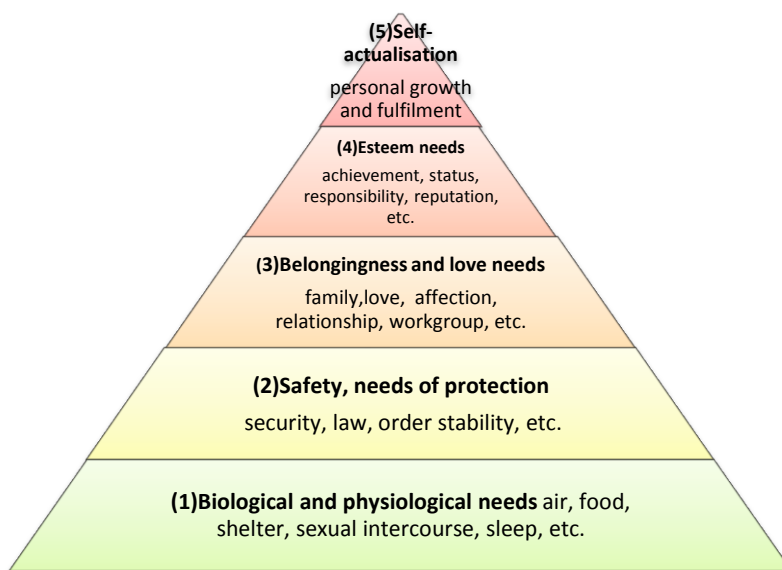 (5)Self-
actualisation
personal growth
and fulfilment
(4)Esteem needs
achievement, status,
responsibility, reputation,
etc.
(3)Belongingness and love needs
family,love, affection,
relationship, workgroup, etc.
(2)Safety, needs of protection
security, law, order stability, etc.
(1)Biological and physiological needs air, food,
shelter, sexual intercourse, sleep, etc.